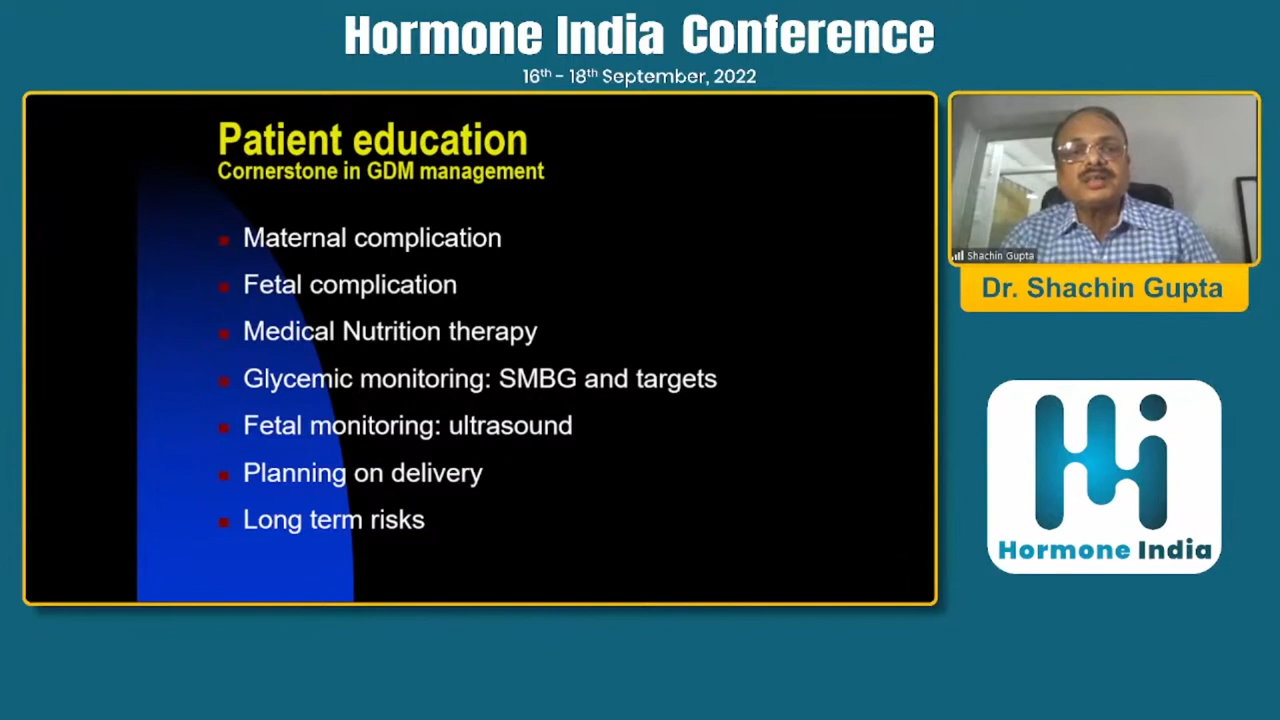 Hormone India Conference
16th - 18th September, 2022
Patient education
Cornerstone in GDM management
Maternal complication
Fetal complication
Medical Nutrition therapy
Glycemic monitoring: SMBG and targets
Fetal monitoring: ultrasound
Planning on delivery
Long term risks
Shachin Gupta
Dr. Shachin Gupta
Hi
Hormone India